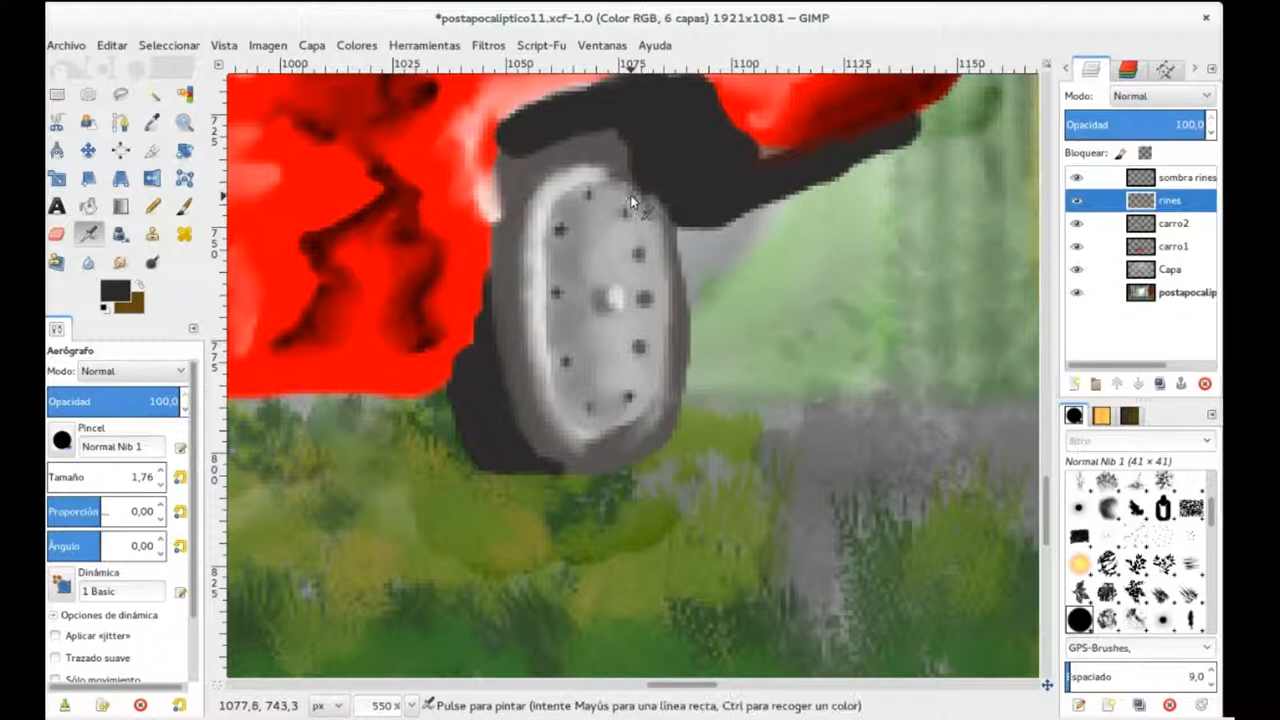 *postapocaliptico11.xcf-1.0 (Color RGB, 6 capas) 1921x1081 – GIMP
Archivo Editar Seleccionar Vista Imagen Capa Colores Herramientas Filtros Script-Fu Ventanas Ayuda
1000 1025 1050 1075 1100 1125 1150
Modo: Normal
Opacidad 100,0
Bloquear:
sombra rines
rines
carro2
carro1
Capa
postapocalip
Aerógrafo
Modo: Normal
Opacidad 100,0
Pincel
Normal Nib 1
Tamaño 1,76
Proporción... 0,00
Ángulo 0,00
Dinámica
1 Basic
Opciones de dinámica
Aplicar «jitter»
Trazado suave
Sólo movimiento
filtro
Normal Nib 1 (41 × 41)
GPS-Brushes,
Espaciado 9,0
1077,8, 743,3 px 550 % Pulse para pintar (intente Mayús para una línea recta, Ctrl para recoger un color)